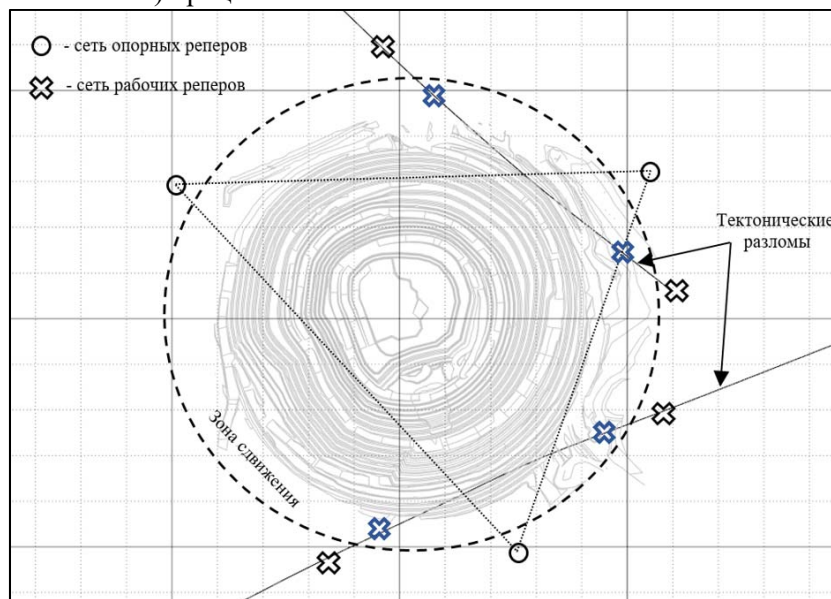 - сеть опорных реперов
- сеть рабочих реперов
Тектонические
разломы
Зона сдвижения